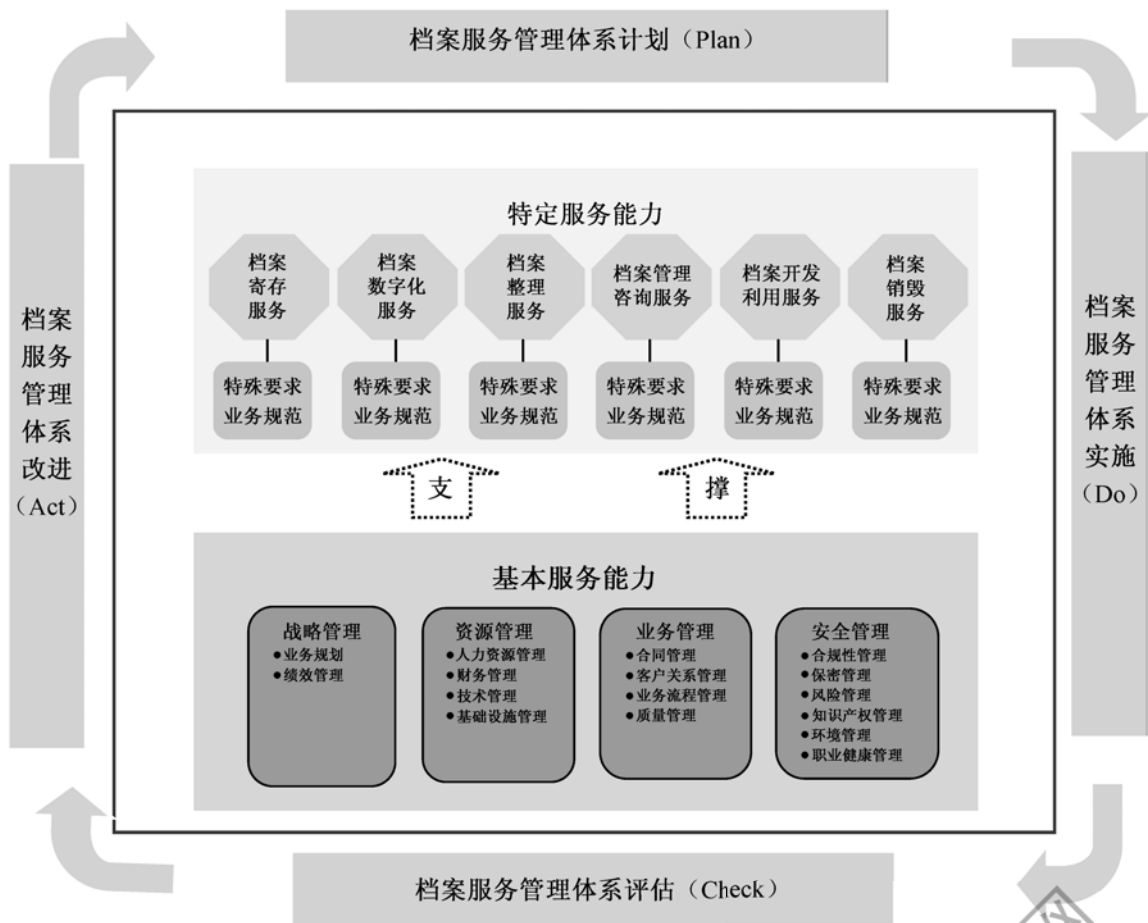 档案服务管理体系计划（Plan）
档案
服务
管理
体系
改进
（Act）
特定服务能力
档案
寄存
服务
档案
数字化
服务
档案
整理
服务
档案管理
咨询服务
档案开发
利用服务
档案
销毁
服务
特殊要求
业务规范
特殊要求
业务规范
特殊要求
业务规范
特殊要求
业务规范
特殊要求
业务规范
特殊要求
业务规范
支
撑
基本服务能力
战略管理
●业务规划
●绩效管理
资源管理
●人力资源管理
●财务管理
●技术管理
●基础设施管理
业务管理
●合同管理
●客户关系管理
●业务流程管理
●质量管理
安全管理
●合规性管理
●保密管理
●风险管理
●知识产权管理
●环境管理
●职业健康管理
档案
服务
管理
体系
实施
（Do）
档案服务管理体系评估（Check）